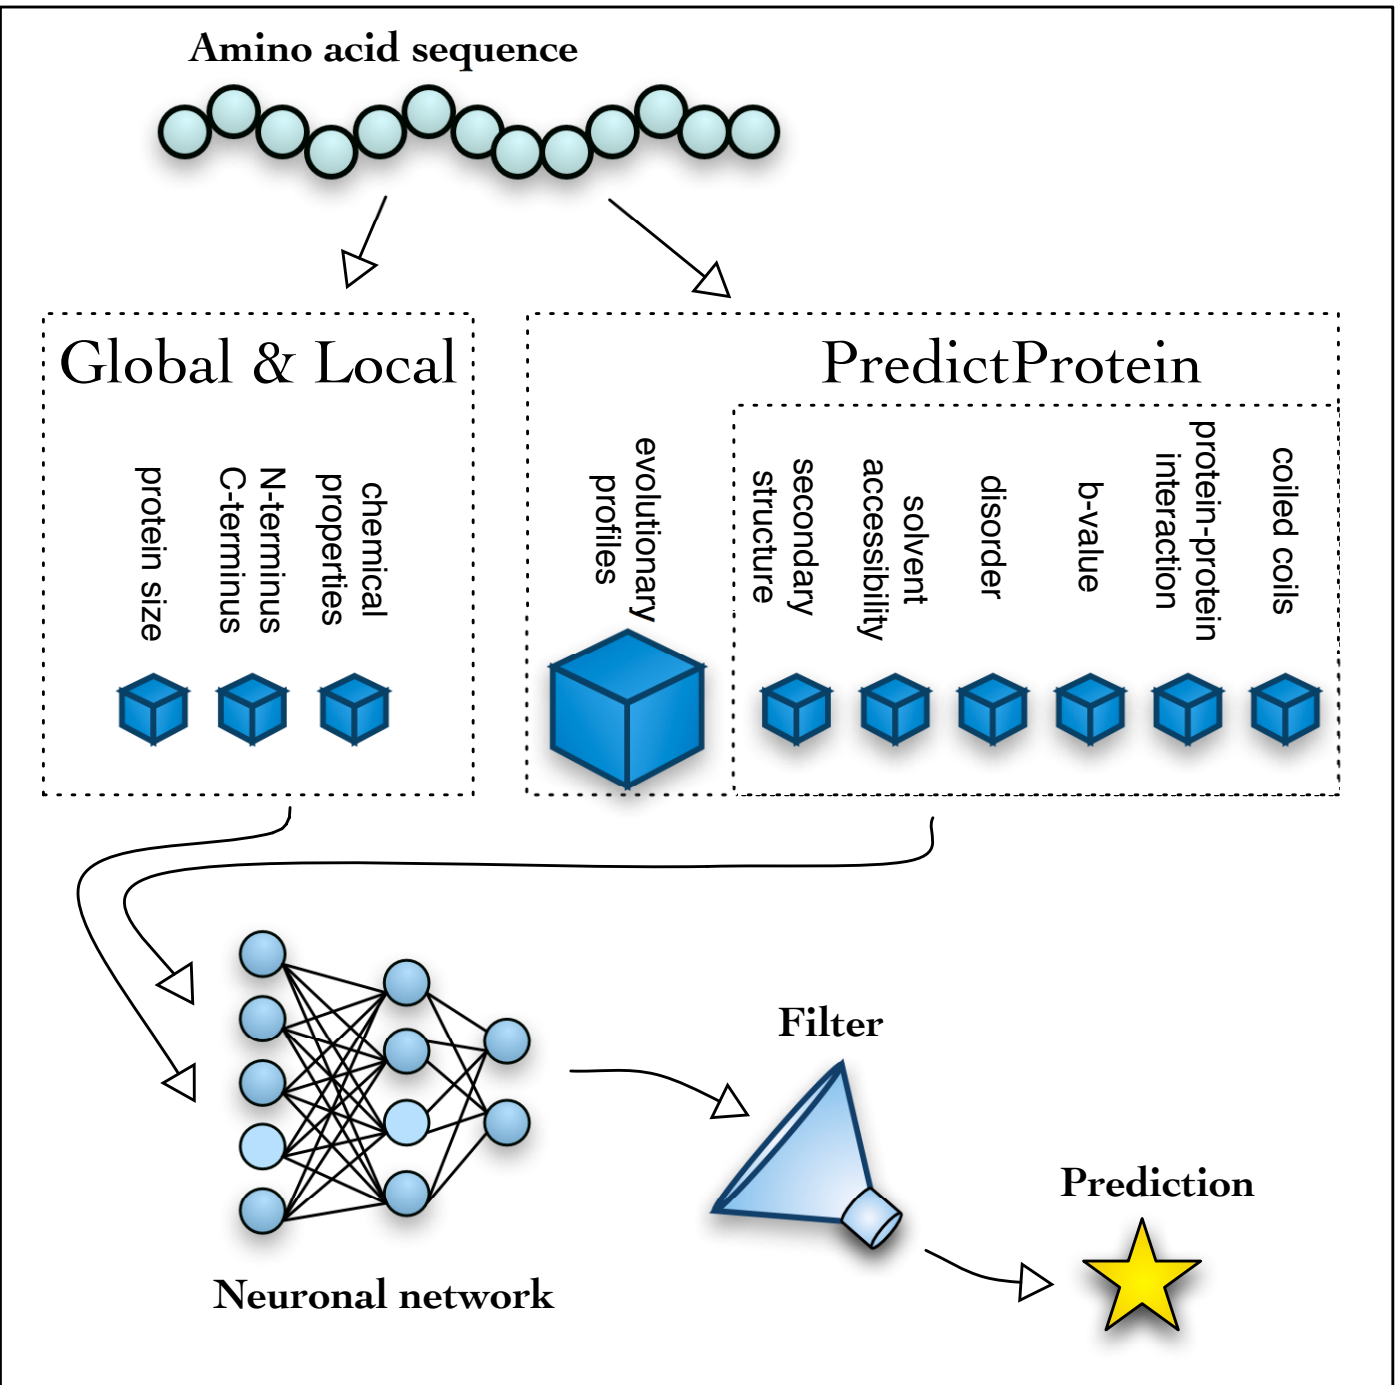 Amino acid sequence
Global & Local
PredictProtein
protein size
N-terminus
C-terminus
chemical
properties
evolutionary
profiles
secondary
structure
solvent
accessibility
disorder
b-value
protein-protein
interaction
coiled coils
Neuronal network
Filter
Prediction